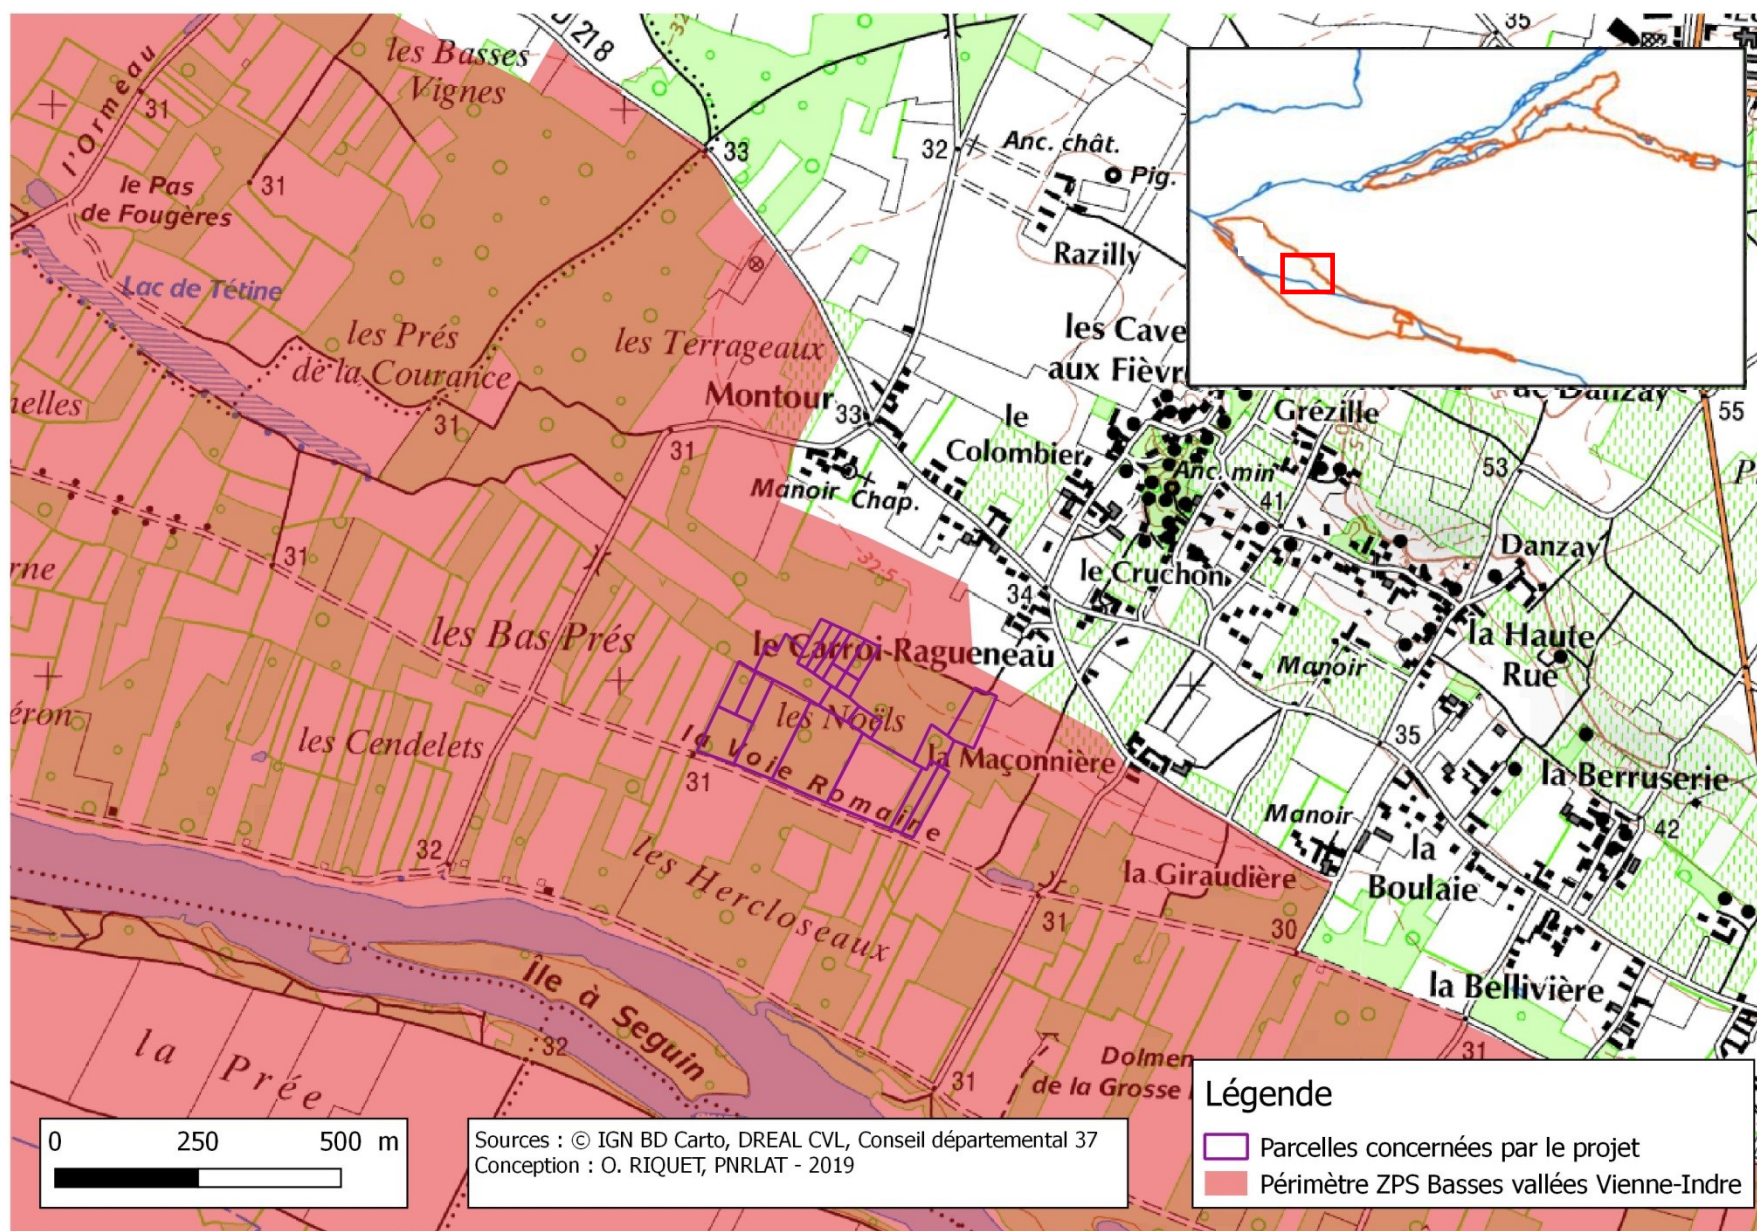 D 218
35
les Basses
Vignes
l'Ormeau
31
33
32
Anc. chât.
Pig.
31
le Pas
de Fougères
Razilly
Lac de Tétine
les Prés
de la Courance
les Terrageaux
les Cave
aux Fièvr
Montour
33
le
Colombier
Grézille
de Danzay
55
31
31
Manoir Chap.
Anc. min
53
41
32.5
31
les Bas Prés
34
le Cruchon
Danzay
le Carroi-Ragueneau
la Haute
Rue
Manoir
les Noëls
les Cendelets
la Voie Romaine
31
la Maçonnière
35
la Berruserie
42
32
les Hercloseaux
Manoir
la
Boulaie
la Giraudière
31
30
Île à Seguin
la Bellivière
la Prée
32
31
31
Dolmen
de la Grosse
0 250 500 m
Sources : © IGN BD Carto, DREAL CVL, Conseil départemental 37
Conception : O. RIQUET, PNRLAT - 2019
Légende
Parcelles concernées par le projet
Périmètre ZPS Basses vallées Vienne-Indre